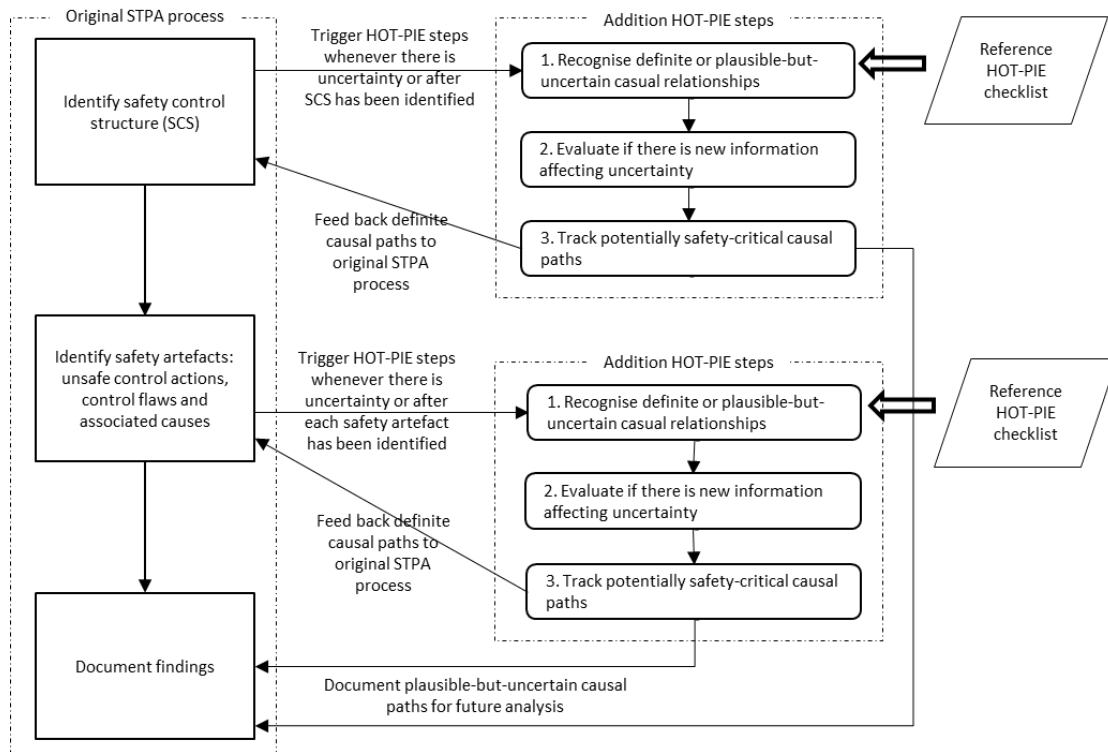 Original STPA process
Addition HOT-PIE steps
Identify safety control
structure (SCS)
Trigger HOT-PIE steps
whenever there is
uncertainty or after
SCS has been identified
1. Recognise definite or plausible-but-
uncertain casual relationships
Reference
HOT-PIE
checklist
2. Evaluate if there is new information
affecting uncertainty
3. Track potentially safety-critical causal
paths
Feed back definite
causal paths to
original STPA
process
Identify safety artefacts:
unsafe control actions,
control flaws and
associated causes
Trigger HOT-PIE steps
whenever there is
uncertainty or after
each safety artefact
has been identified
Addition HOT-PIE steps
1. Recognise definite or plausible-but-
uncertain casual relationships
Reference
HOT-PIE
checklist
2. Evaluate if there is new information
affecting uncertainty
3. Track potentially safety-critical causal
paths
Feed back definite
causal paths to
original STPA
process
Document findings
Document plausible-but-uncertain causal
paths for future analysis